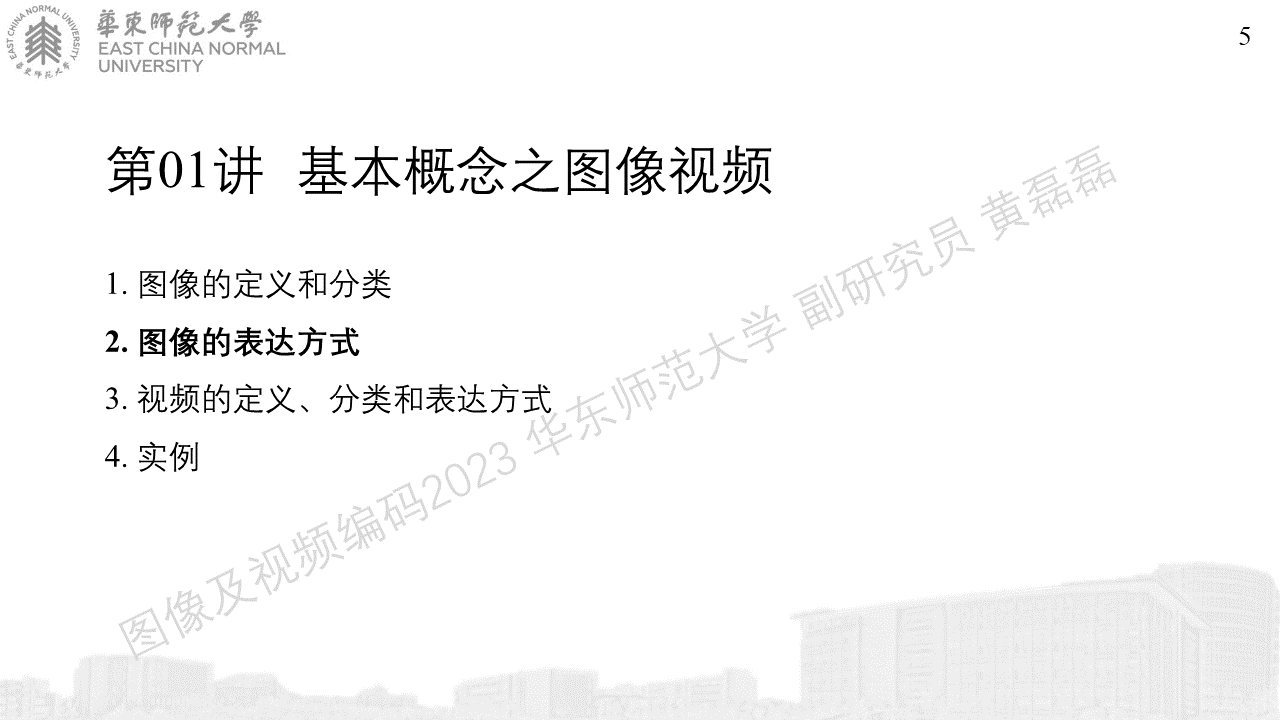 EAST CHINA NORMAL UNIVERSITY
華東師範大學
華東師範大學
EAST CHINA NORMAL
UNIVERSITY
5
第01讲 基本概念之图像视频
1. 图像的定义和分类
2. 图像的表达方式
3. 视频的定义、分类和表达方式
4. 实例
图像及视频编码2023 华东师范大学 副研究员 黄磊磊